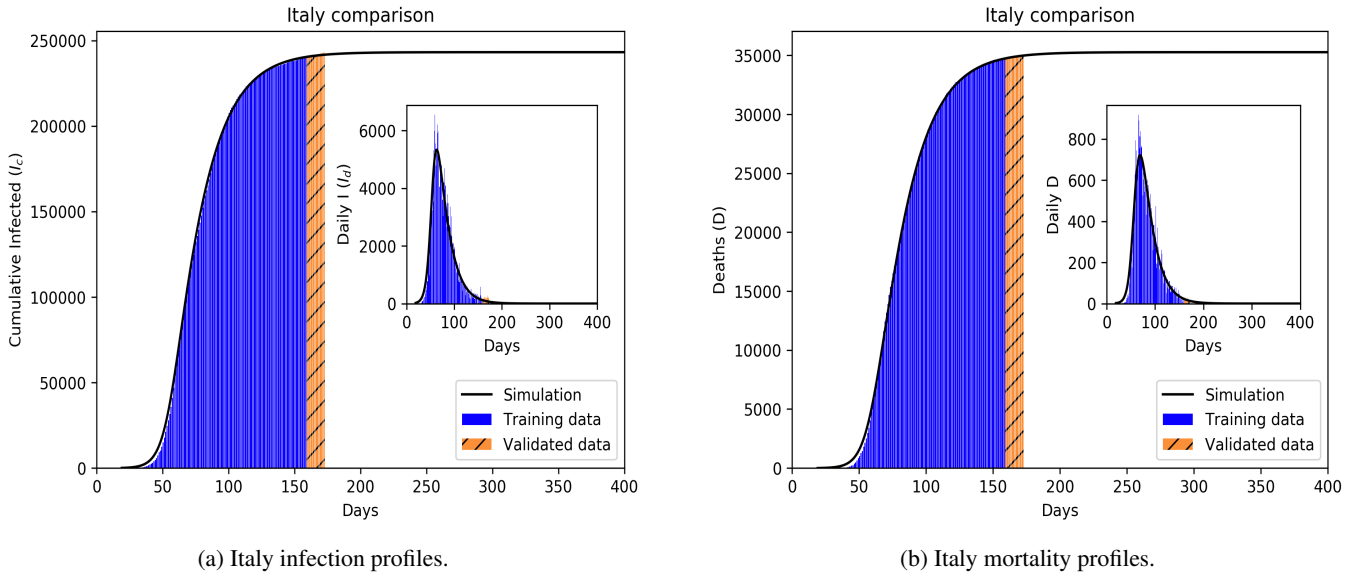 Italy comparison
250000
200000
150000
100000
50000
0
Cumulative Infected (I_c)
0 50 100 150 200 250 300 350 400
Days
6000
4000
2000
0
Daily I (I_d)
0 100 200 300 400
Days
Simulation
Training data
Validated data
(a) Italy infection profiles.
Italy comparison
35000
30000
25000
20000
15000
10000
5000
0
Deaths (D)
0 50 100 150 200 250 300 350 400
Days
800
600
400
200
0
Daily D
0 100 200 300 400
Days
Simulation
Training data
Validated data
(b) Italy mortality profiles.